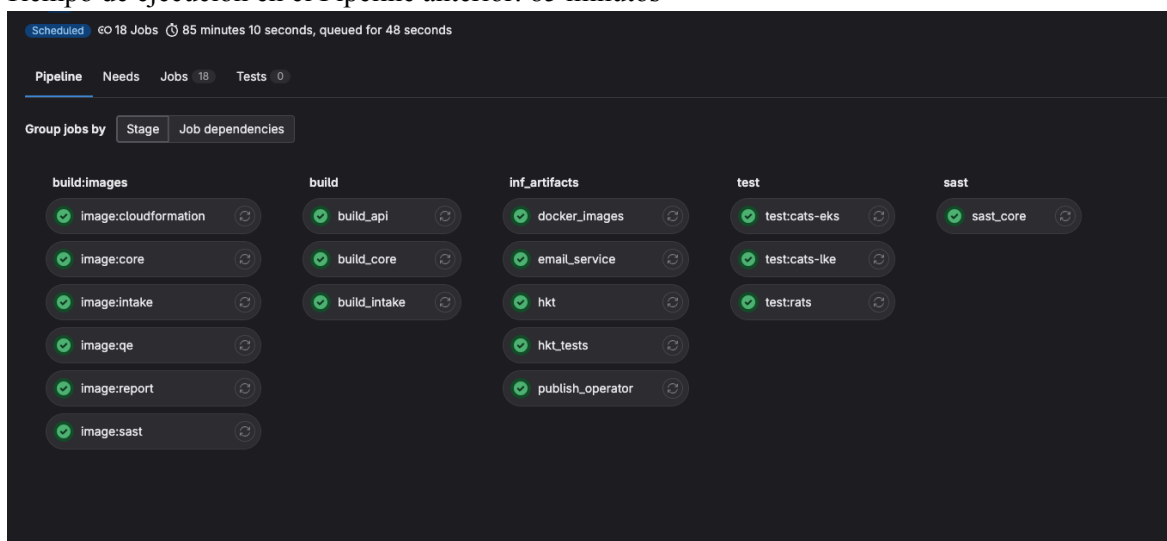 Tiempo de ejecución en el Pipeline anterior: 85 minutos
Scheduled 18 Jobs 85 minutes 10 seconds, queued for 48 seconds
Pipeline Needs Jobs 18 Tests 0
Group jobs by Stage Job dependencies
build:images build inf_artifacts test sast
image:cloudformation build_api docker_images test:cats-eks sast_core
image:core build_core email_service test:cats-lke
image:intake build_intake hkt test:rats
image:qe hkt_tests
image:report publish_operator
image:sast